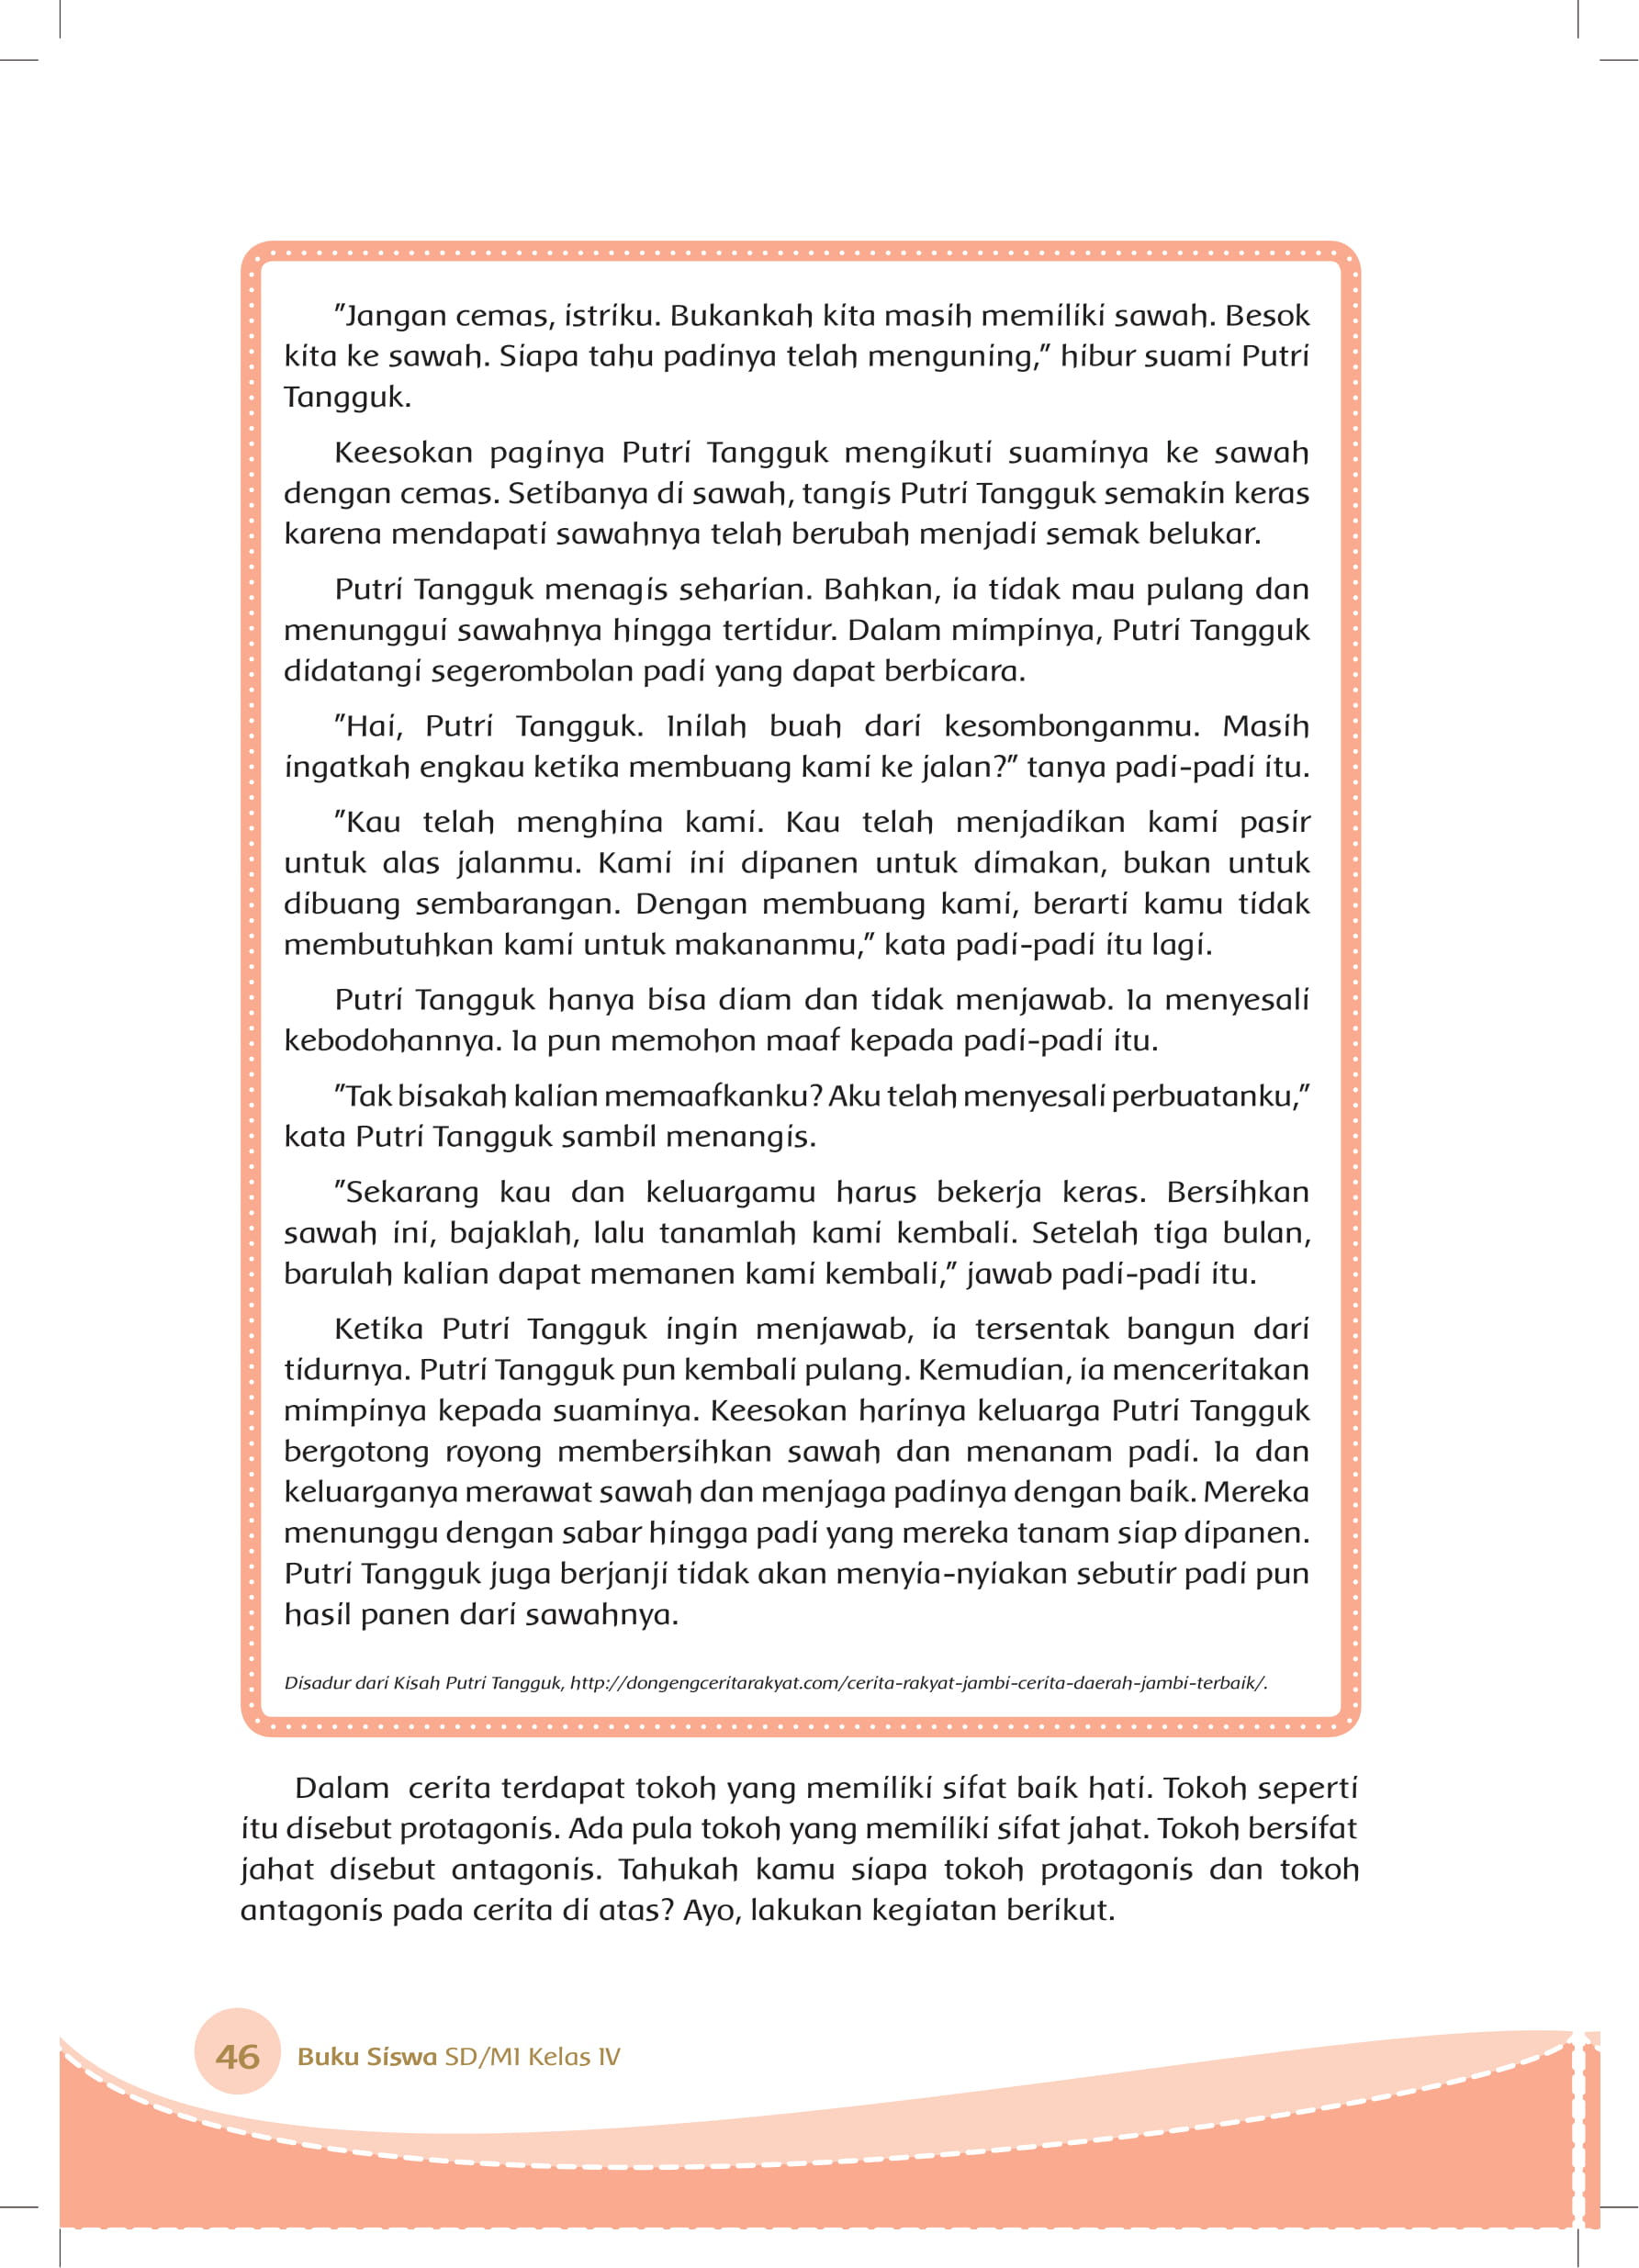 "Jangan cemas, istriku. Bukankah kita masih memiliki sawah. Besok
kita ke sawah. Siapa tahu padinya telah menguning," hibur suami Putri
Tangguk.
Keesokan paginya Putri Tangguk mengikuti suaminya ke sawah
dengan cemas. Setibanya di sawah, tangis Putri Tangguk semakin keras
karena mendapati sawahnya telah berubah menjadi semak belukar.
Putri Tangguk menagis seharian. Bahkan, ia tidak mau pulang dan
menunggui sawahnya hingga tertidur. Dalam mimpinya, Putri Tangguk
didatangi segerombolan padi yang dapat berbicara.
"Hai, Putri Tangguk. Inilah buah dari kesombonganmu. Masih
ingatkah engkau ketika membuang kami ke jalan?" tanya padi-padi itu.
"Kau telah menghina kami. Kau telah menjadikan kami pasir
untuk alas jalanmu. Kami ini dipanen untuk dimakan, bukan untuk
dibuang sembarangan. Dengan membuang kami, berarti kamu tidak
membutuhkan kami untuk makananmu," kata padi-padi itu lagi.
Putri Tangguk hanya bisa diam dan tidak menjawab. Ia menyesali
kebodohannya. Ia pun memohon maaf kepada padi-padi itu.
"Tak bisakah kalian memaafkanku? Aku telah menyesali perbuatanku,"
kata Putri Tangguk sambil menangis.
"Sekarang kau dan keluargamu harus bekerja keras. Bersihkan
sawah ini, bajaklah, lalu tanamlah kami kembali. Setelah tiga bulan,
barulah kalian dapat memanen kami kembali," jawab padi-padi itu.
Ketika Putri Tangguk ingin menjawab, ia tersentak bangun dari
tidurnya. Putri Tangguk pun kembali pulang. Kemudian, ia menceritakan
mimpinya kepada suaminya. Keesokan harinya keluarga Putri Tangguk
bergotong royong membersihkan sawah dan menanam padi. Ia dan
keluarganya merawat sawah dan menjaga padinya dengan baik. Mereka
menunggu dengan sabar hingga padi yang mereka tanam siap dipanen.
Putri Tangguk juga berjanji tidak akan menyia-nyiakan sebutir padi pun
hasil panen dari sawahnya.
Disadur dari Kisah Putri Tangguk, http://dongengceritarakyat.com/cerita-rakyat-jambi-cerita-daerah-jambi-terbaik/.
Dalam cerita terdapat tokoh yang memiliki sifat baik hati. Tokoh seperti
itu disebut protagonis. Ada pula tokoh yang memiliki sifat jahat. Tokoh bersifat
jahat disebut antagonis. Tahukah kamu siapa tokoh protagonis dan tokoh
antagonis pada cerita di atas? Ayo, lakukan kegiatan berikut.
46 Buku Siswa SD/MI Kelas IV